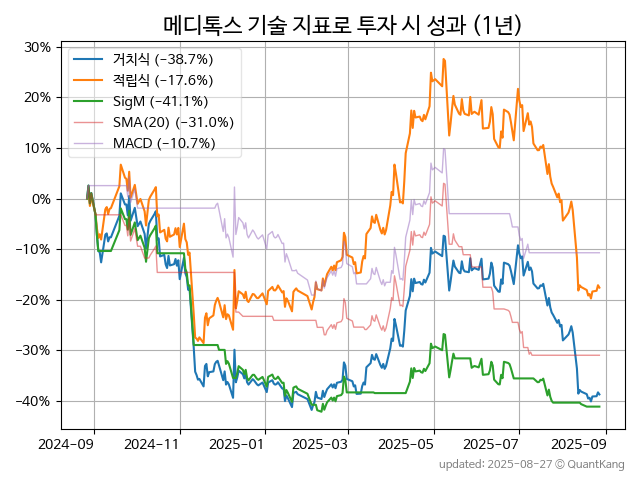 메디톡스 기술 지표로 투자 시 성과 (1년)
30%
20%
10%
0%
−10%
−20%
−30%
−40%
거치식 (−38.7%)
적립식 (−17.6%)
SigM (−41.1%)
SMA(20) (−31.0%)
MACD (−10.7%)
2024-09
2024-11
2025-01
2025-03
2025-05
2025-07
2025-09
updated: 2025-08-27 © QuantKang